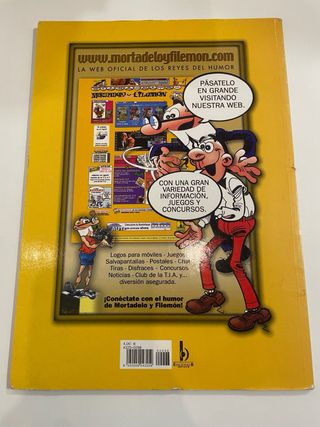 www.mortadeloyfilemon.com
LA WEB OFICIAL DE LOS REYES DEL HUMOR
MORTADELO Y FILEMON
PÁSATELO
EN GRANDE
VISITANDO
NUESTRA WEB.
CON UNA GRAN
VARIEDAD DE
INFORMACIÓN,
JUEGOS Y
CONCURSOS.
Logos para móviles - Juegos
Salvapantallas - Postales - Chat
Tiras - Disfraces - Concursos
Noticias - Club de la T.I.A. y...
diversión asegurada.
¡Conéctate con el humor
de Mortadelo y Filemón!